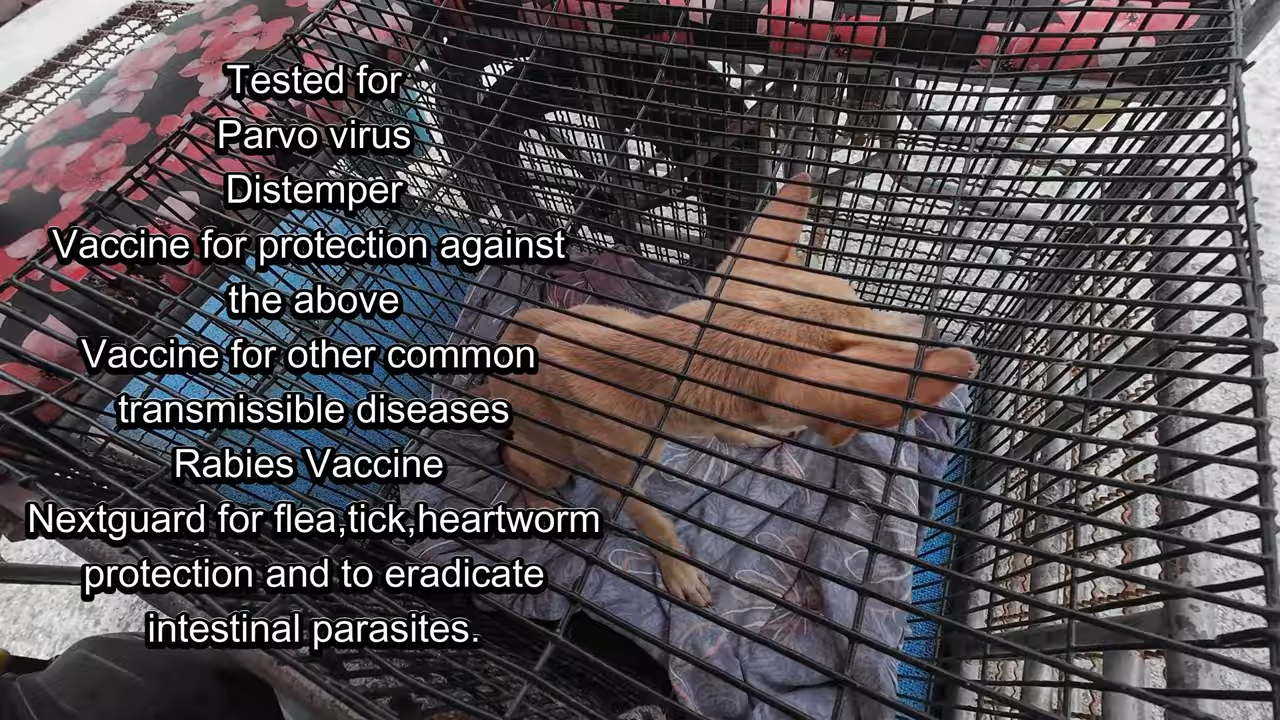 Tested for
Parvo virus
Distemper
Vaccine for protection against
the above
Vaccine for other common
transmissible diseases
Rabies Vaccine
Nextguard for flea,tick,heartworm
protection and to eradicate
intestinal parasites.